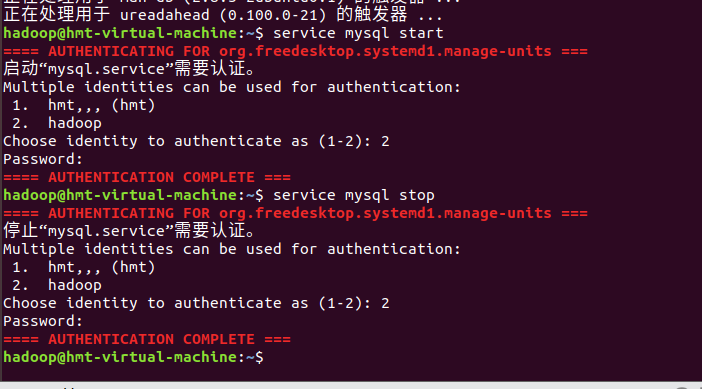 正在处理用于 ureadahead (0.100.0-21) 的触发器 ...
hadoop@hmt-virtual-machine:~$ service mysql start
==== AUTHENTICATING FOR org.freedesktop.systemd1.manage-units ===
启动“mysql.service”需要认证。
Multiple identities can be used for authentication:
 1.  hmt,,, (hmt)
 2.  hadoop
Choose identity to authenticate as (1-2): 2
Password:
==== AUTHENTICATION COMPLETE ===
hadoop@hmt-virtual-machine:~$ service mysql stop
==== AUTHENTICATING FOR org.freedesktop.systemd1.manage-units ===
停止“mysql.service”需要认证。
Multiple identities can be used for authentication:
 1.  hmt,,, (hmt)
 2.  hadoop
Choose identity to authenticate as (1-2): 2
Password:
==== AUTHENTICATION COMPLETE ===
hadoop@hmt-virtual-machine:~$